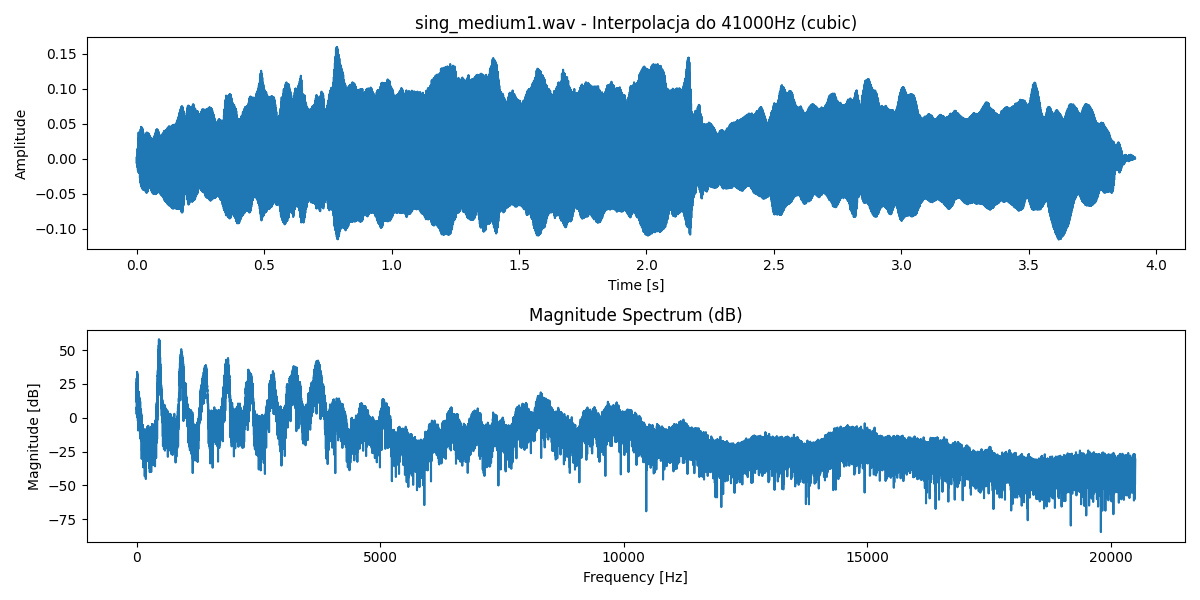 sing_medium1.wav - Interpolacja do 41000Hz (cubic)
Amplitude
0.15
0.10
0.05
0.00
−0.05
−0.10
0.0 0.5 1.0 1.5 2.0 2.5 3.0 3.5 4.0
Time [s]
Magnitude Spectrum (dB)
Magnitude [dB]
50
25
0
−25
−50
−75
0 5000 10000 15000 20000
Frequency [Hz]